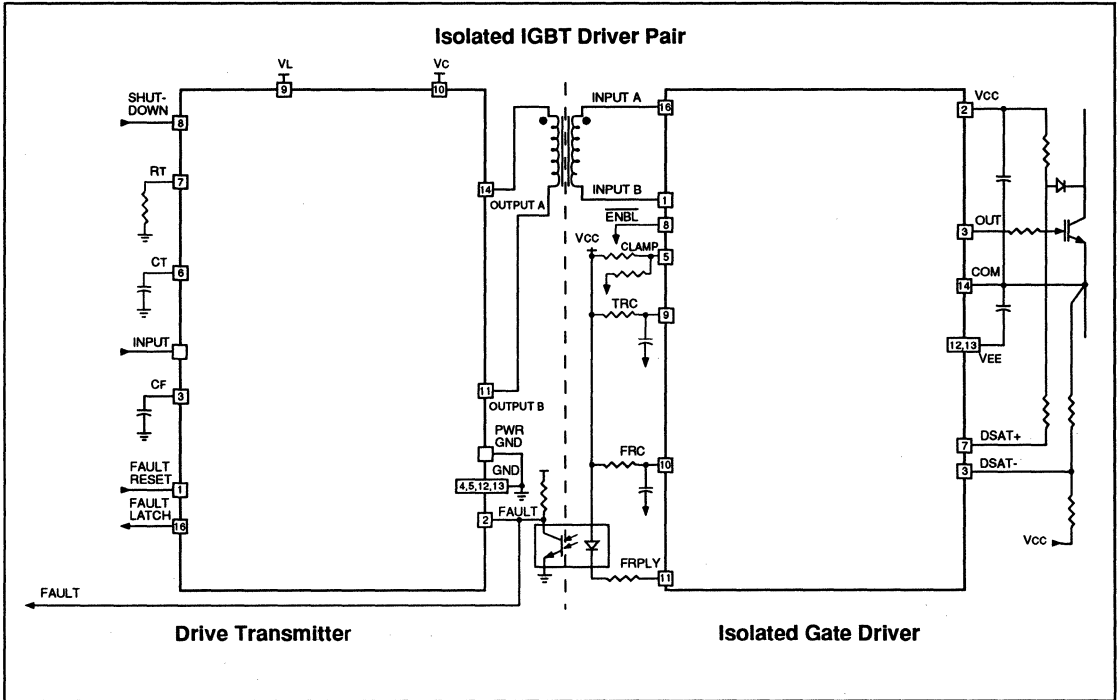 Isolated IGBT Driver Pair
VL
9
VC
10
SHUT-
DOWN
8
RT
7
CT
6
INPUT
CF
3
FAULT
RESET
1
FAULT
LATCH
16
14
OUTPUT A
11
OUTPUT B
PWR
GND
GND
4,5,12,13
2
FAULT
FAULT
INPUT A
16
INPUT B
1
ENBL
8
VCC
CLAMP
5
TRC
9
FRC
10
FRPLY
11
2
VCC
3
OUT
14
COM
12,13
VEE
7
DSAT+
3
DSAT-
VCC
Drive Transmitter
Isolated Gate Driver